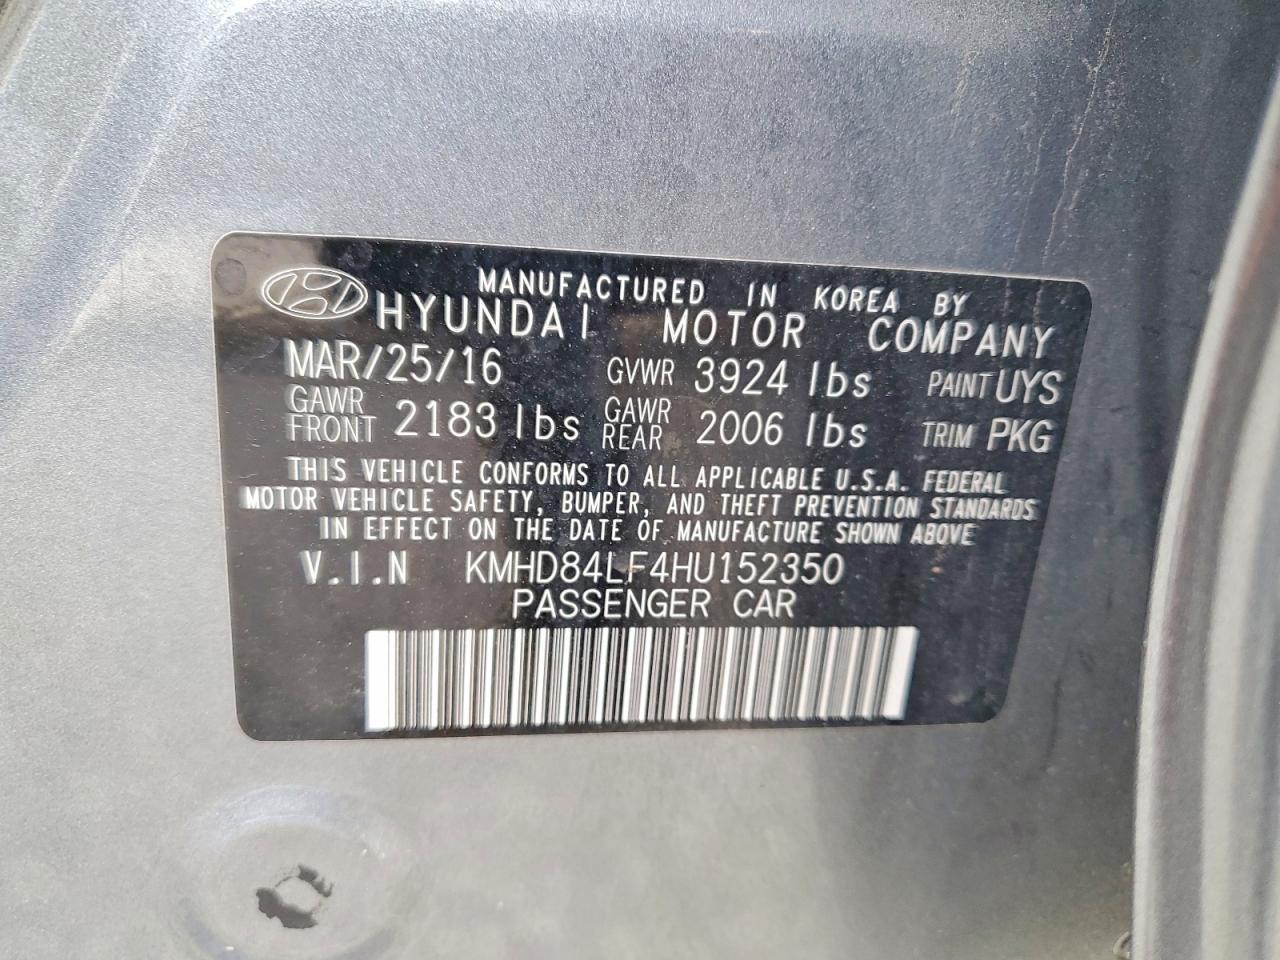 MANUFACTURED IN KOREA BY
HYUNDAI MOTOR COMPANY
MAR/25/16 GVWR 3924 lbs PAINT UYS
GAWR FRONT 2183 lbs GAWR REAR 2006 lbs TRIM PKG
THIS VEHICLE CONFORMS TO ALL APPLICABLE U.S.A. FEDERAL
MOTOR VEHICLE SAFETY, BUMPER, AND THEFT PREVENTION STANDARDS
IN EFFECT ON THE DATE OF MANUFACTURE SHOWN ABOVE
V.I.N KMHD84LF4HU152350
PASSENGER CAR